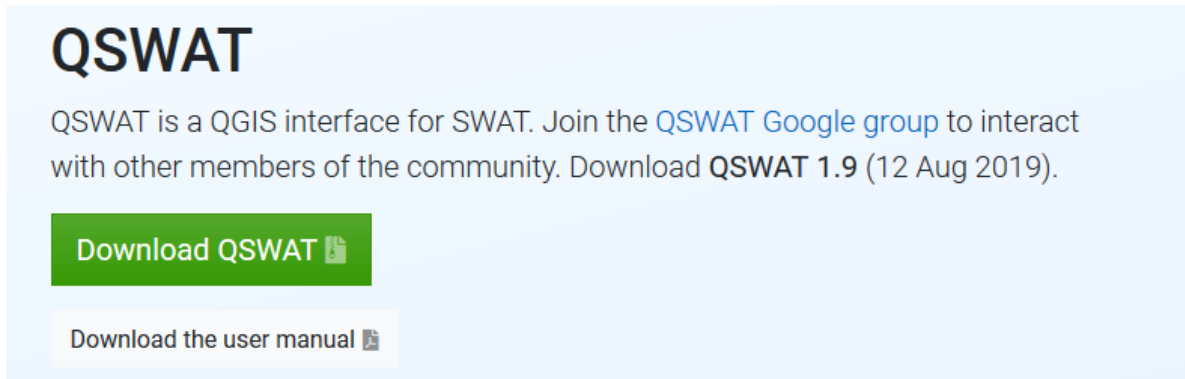 QSWAT
QSWAT is a QGIS interface for SWAT. Join the QSWAT Google group to interact
with other members of the community. Download QSWAT 1.9 (12 Aug 2019).
Download QSWAT
Download the user manual